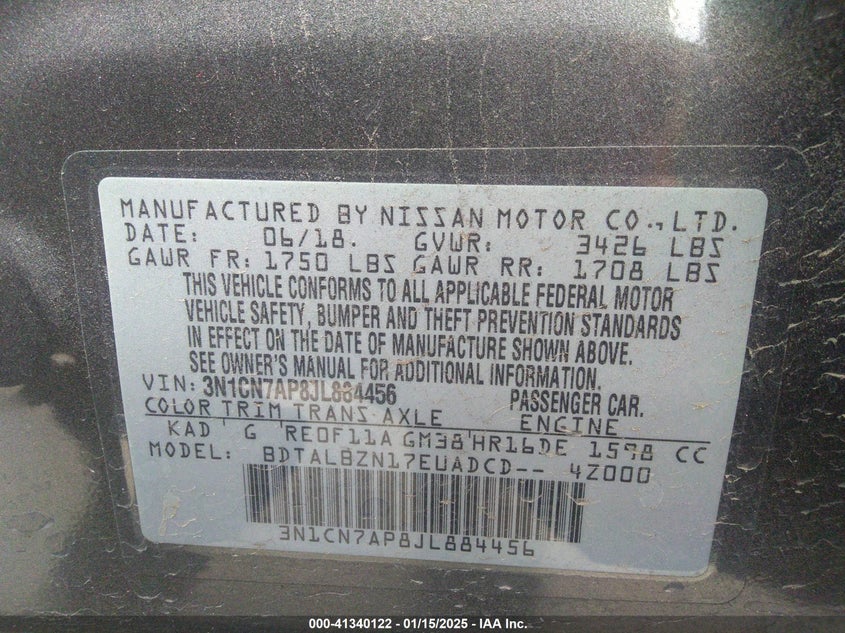 MANUFACTURED BY NISSAN MOTOR CO., LTD.
DATE: 06/18. GVWR: 3426 LBS
GAWR FR: 1750 LBS GAWR RR: 1708 LBS
THIS VEHICLE CONFORMS TO ALL APPLICABLE FEDERAL MOTOR
VEHICLE SAFETY, BUMPER AND THEFT PREVENTION STANDARDS
IN EFFECT ON THE DATE OF MANUFACTURE SHOWN ABOVE.
SEE OWNER'S MANUAL FOR ADDITIONAL INFORMATION.
VIN: 3N1CN7AP8JL884456 PASSENGER CAR.
COLOR TRIM TRANS AXLE ENGINE
KAD G RE0F11A GM38 HR16DE 1598 CC
MODEL: BDTALBZN17EUADCD-- 4Z000
3N1CN7AP8JL884456
000-41340122 - 01/15/2025 - IAA Inc.